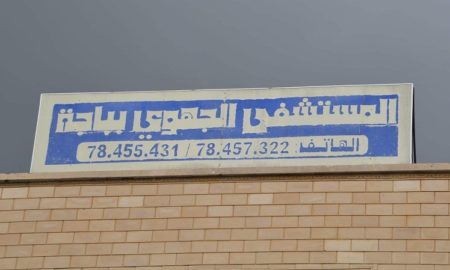 المستشفى الجهوي بباجة
الهاتف: 78.457.322 / 78.455.431